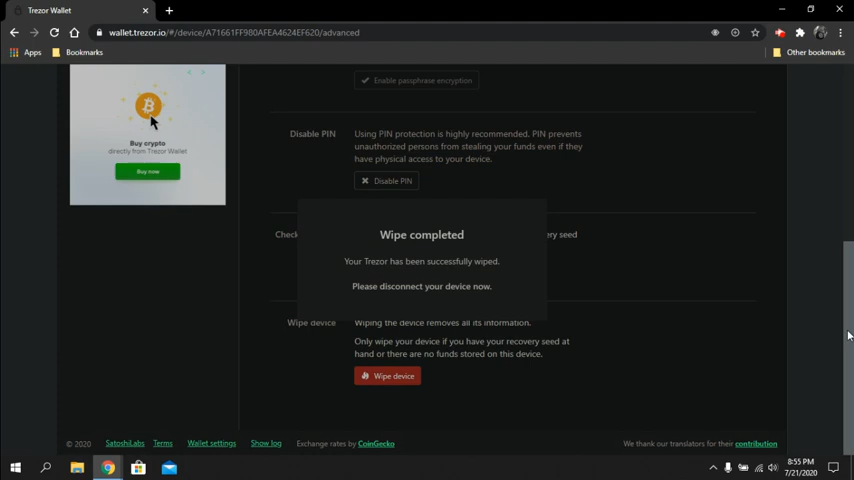 Trezor Wallet
wallet.trezor.io/#/device/A71661FF980AFEA4624EF620/advanced
Apps
Bookmarks
Other bookmarks
Enable passphrase encryption
Buy crypto
directly from Trezor Wallet
Buy now
Disable PIN
Using PIN protection is highly recommended. PIN prevents
unauthorized persons from stealing your funds even if they
have physical access to your device.
Disable PIN
Check
ery seed
Wipe completed
Your Trezor has been successfully wiped.
Please disconnect your device now.
Wipe device
Wiping the device removes all its information.
Only wipe your device if you have your recovery seed at
hand or there are no funds stored on this device.
Wipe device
© 2020
SatoshiLabs
Terms
Wallet settings
Show log
Exchange rates by CoinGecko
We thank our translators for their contribution
8:55 PM
7/21/2020